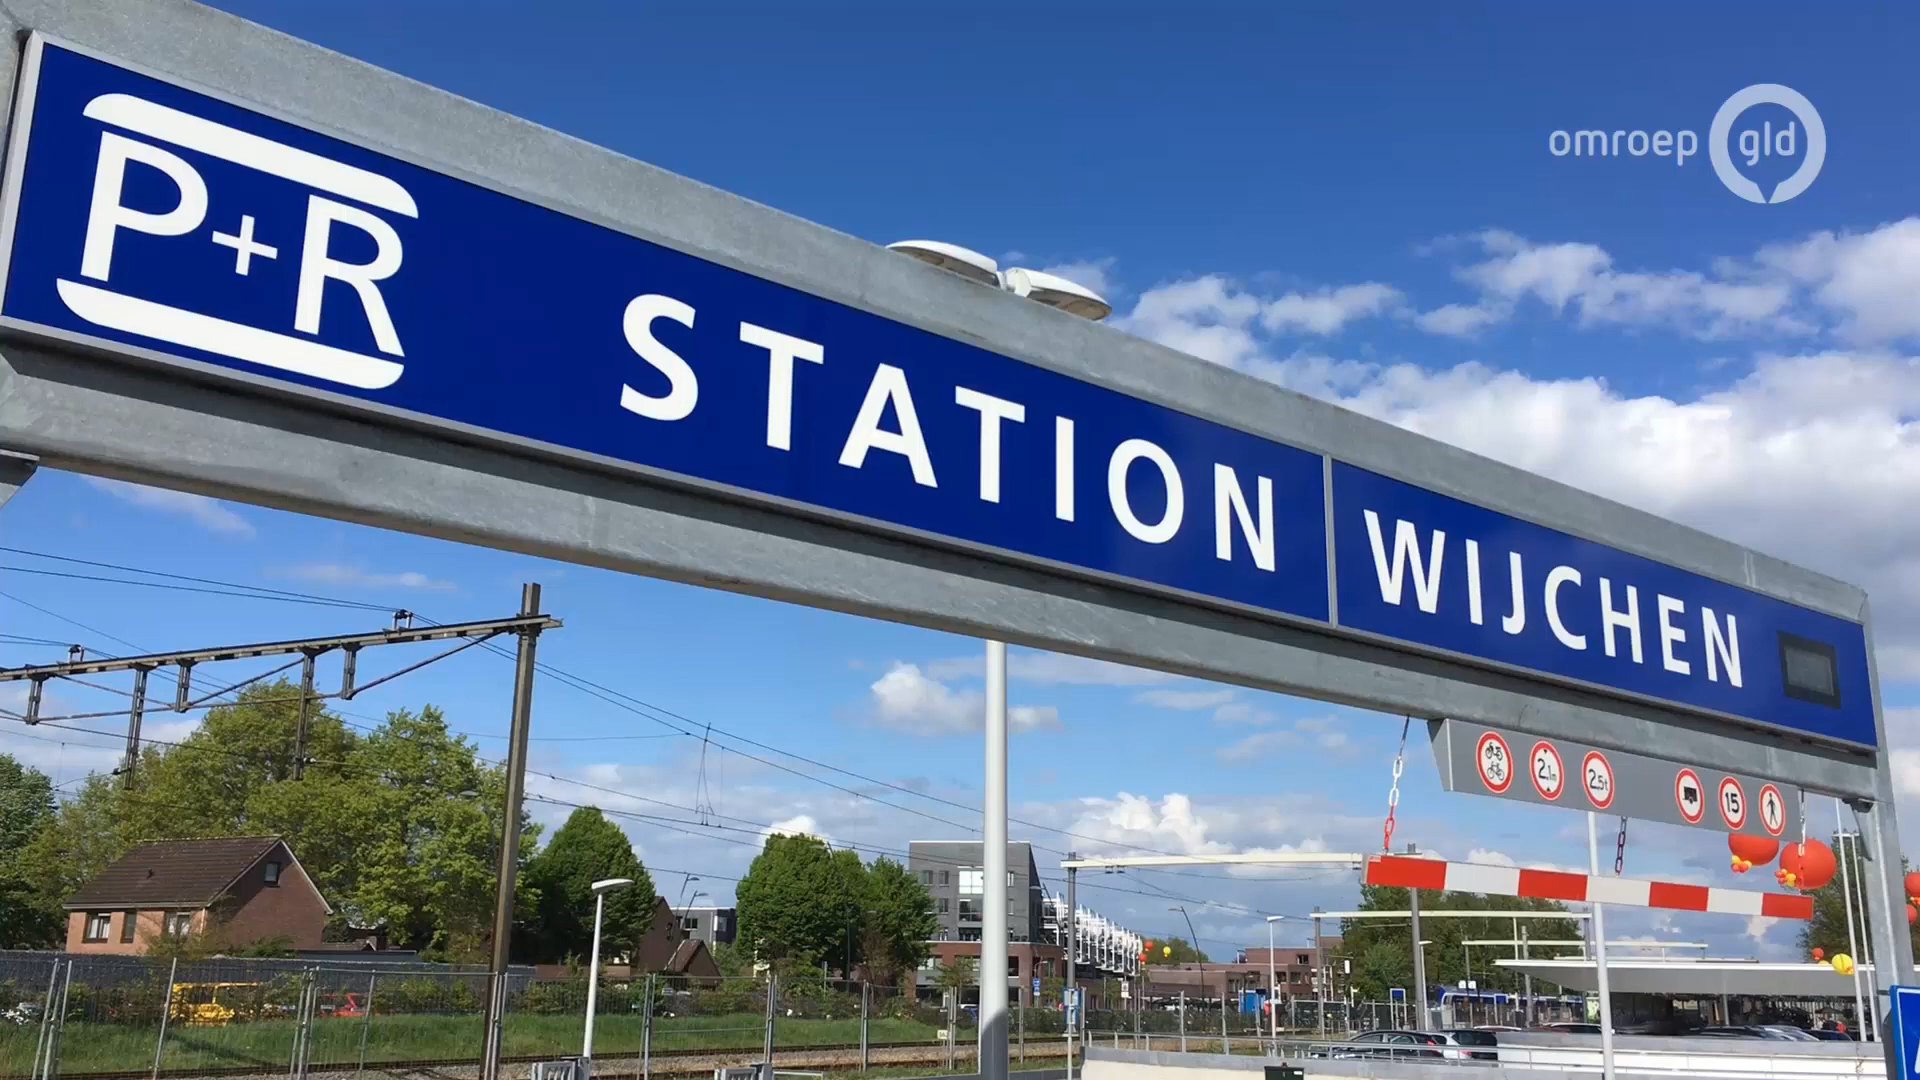 omroep gld
P+R STATION WIJCHEN
2,1m 2,5t 15